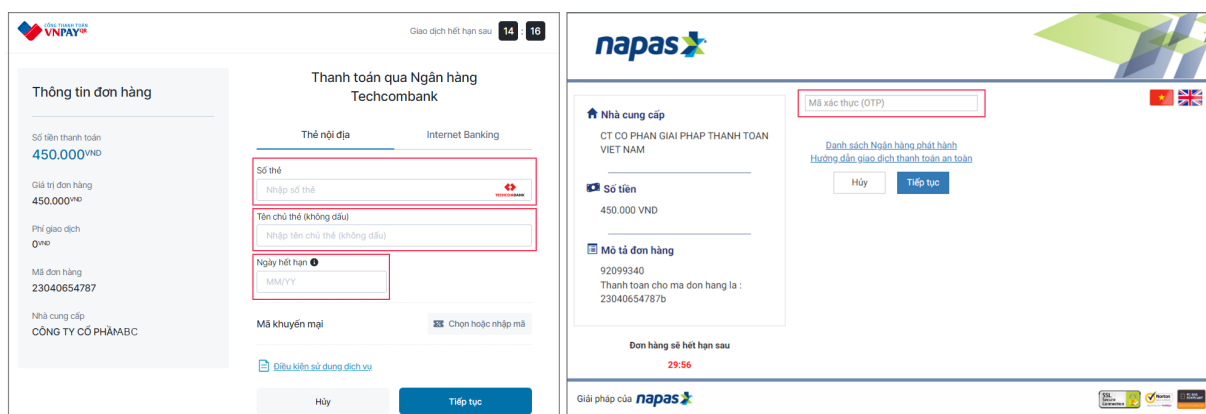 CỔNG THANH TOÁN
VNPAYQR
Giao dịch hết hạn sau 14 : 16
Thông tin đơn hàng
Số tiền thanh toán
450.000VND
Giá trị đơn hàng
450.000VND
Phí giao dịch
0VND
Mã đơn hàng
23040654787
Nhà cung cấp
CÔNG TY CỔ PHẦN ABC
Thanh toán qua Ngân hàng
Techcombank
Thẻ nội địa
Internet Banking
Số thẻ
Nhập số thẻ
TECHCOMBANK
Tên chủ thẻ (không dấu)
Nhập tên chủ thẻ (không dấu)
Ngày hết hạn
MM/YY
Mã khuyến mại
Chọn hoặc nhập mã
Điều kiện sử dụng dịch vụ
Hủy
Tiếp tục
napas
Nhà cung cấp
CT CO PHAN GIAI PHAP THANH TOAN
VIET NAM
Số tiền
450.000 VND
Mô tả đơn hàng
92099340
Thanh toan cho ma don hang la :
23040654787b
Đơn hàng sẽ hết hạn sau
29:56
Mã xác thực (OTP)
Danh sách Ngân hàng phát hành
Hướng dẫn giao dịch thanh toán an toàn
Hủy
Tiếp tục
Giải pháp của napas
SSL
Secure
Connection
Norton